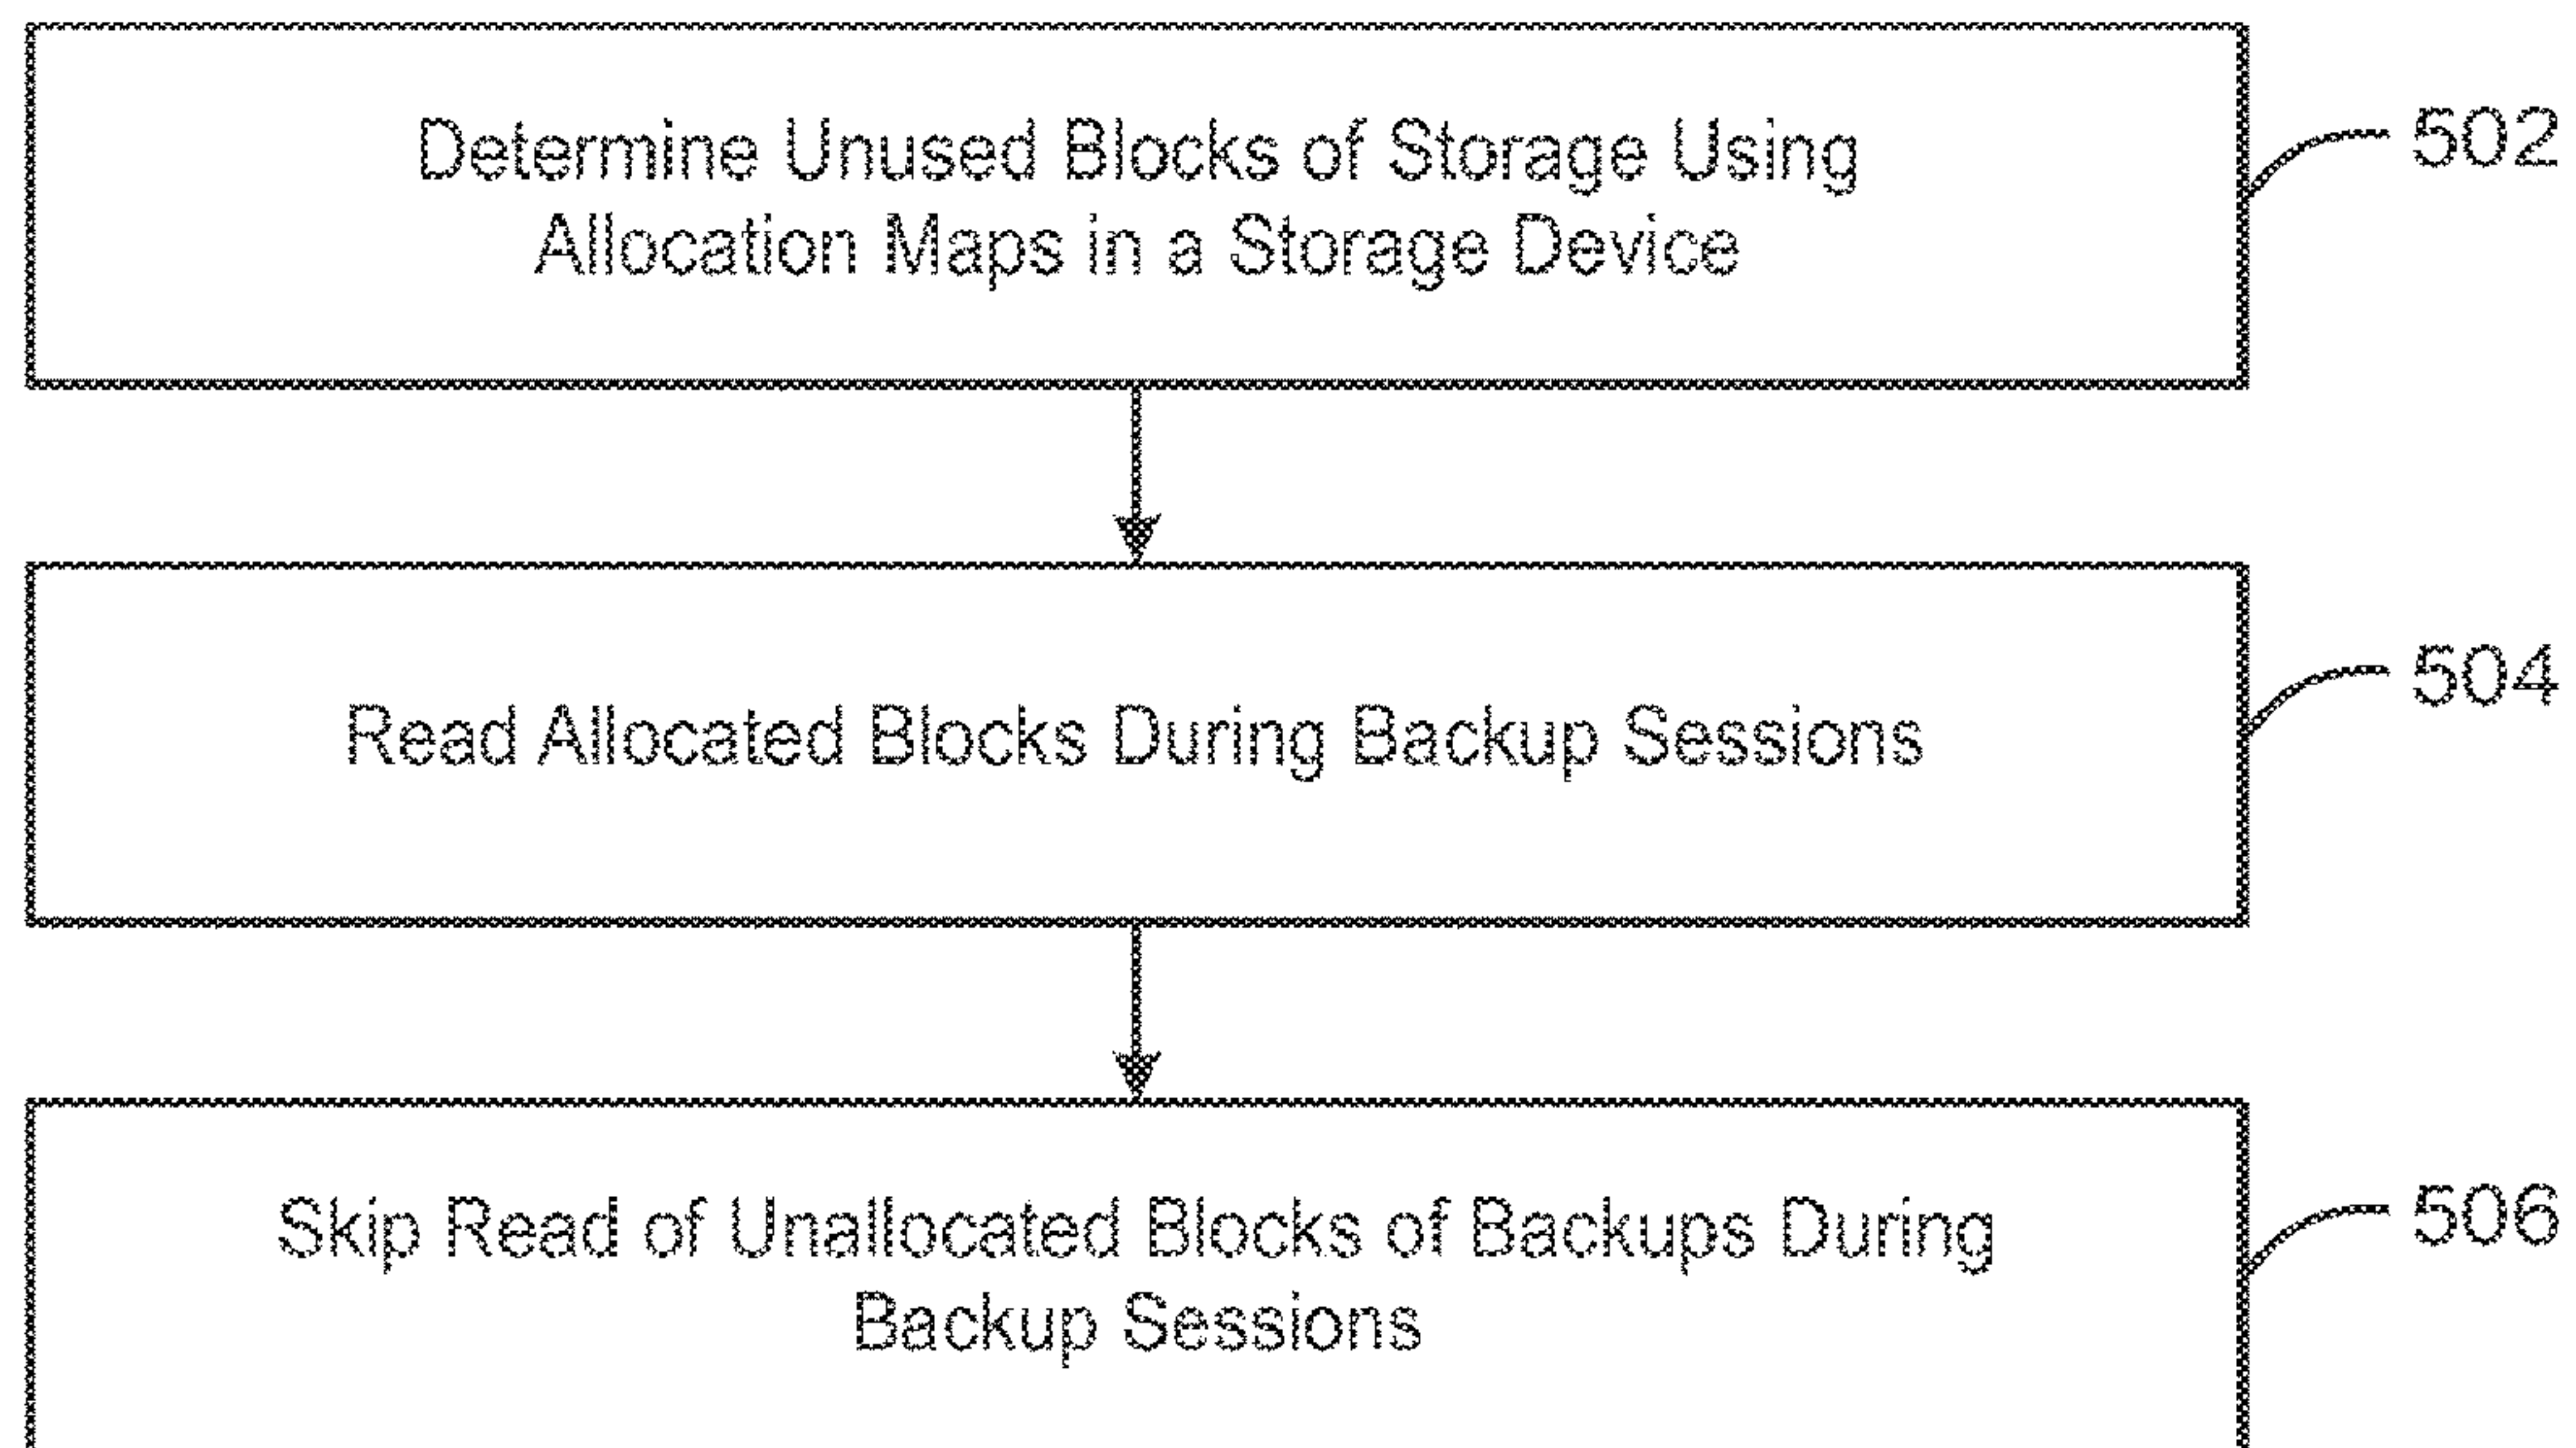 Determine Unused Blocks of Storage Using
Allocation Maps in a Storage Device
502
Read Allocated Blocks During Backup Sessions
504
Skip Read of Unallocated Blocks of Backups During
Backup Sessions
506